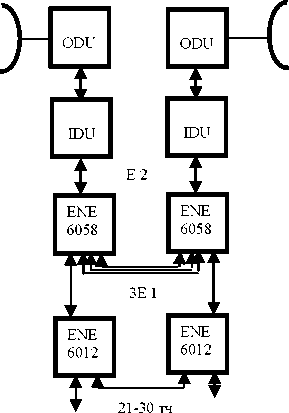 ODU ODU
IDU IDU
E 2
ENE ENE
6058 6058
3E 1
ENE ENE
6012 6012
21-30 тч